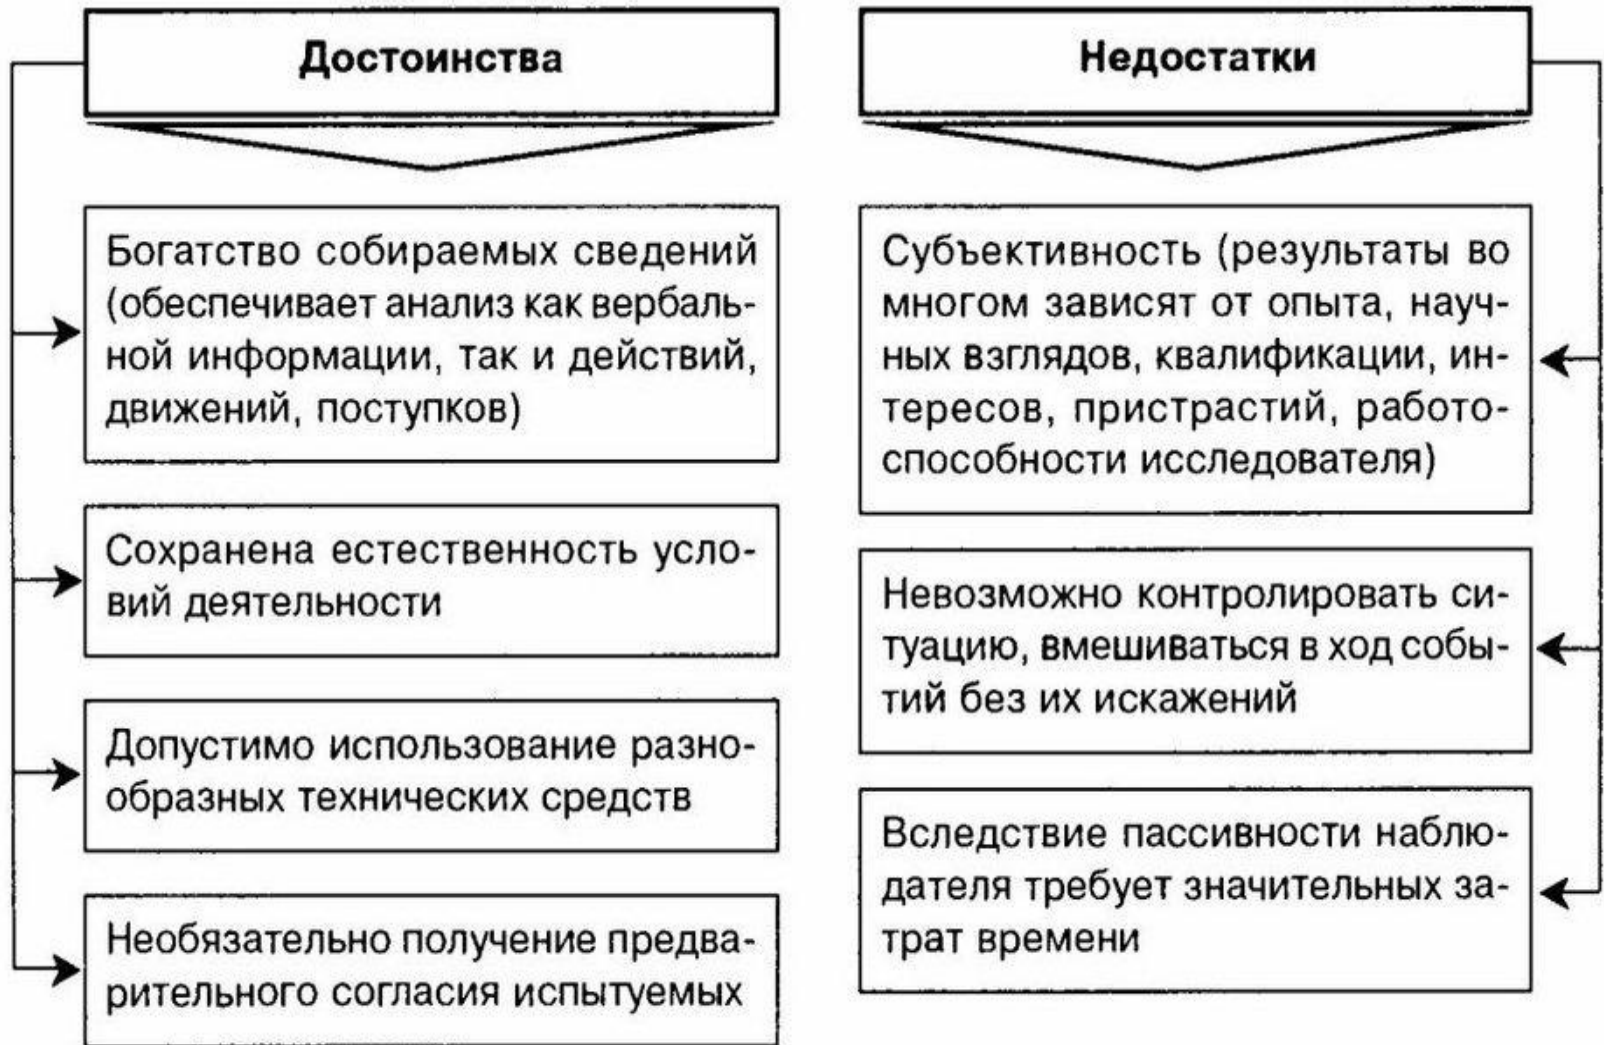 Достоинства
Богатство собираемых сведений
(обеспечивает анализ как вербаль-
ной информации, так и действий,
движений, поступков)
Сохранена естественность усло-
вий деятельности
Допустимо использование разно-
образных технических средств
Необязательно получение предва-
рительного согласия испытуемых
Недостатки
Субъективность (результаты во
многом зависят от опыта, науч-
ных взглядов, квалификации, ин-
тересов, пристрастий, работо-
способности исследователя)
Невозможно контролировать си-
туацию, вмешиваться в ход собы-
тий без их искажений
Вследствие пассивности наблю-
дателя требует значительных за-
трат времени